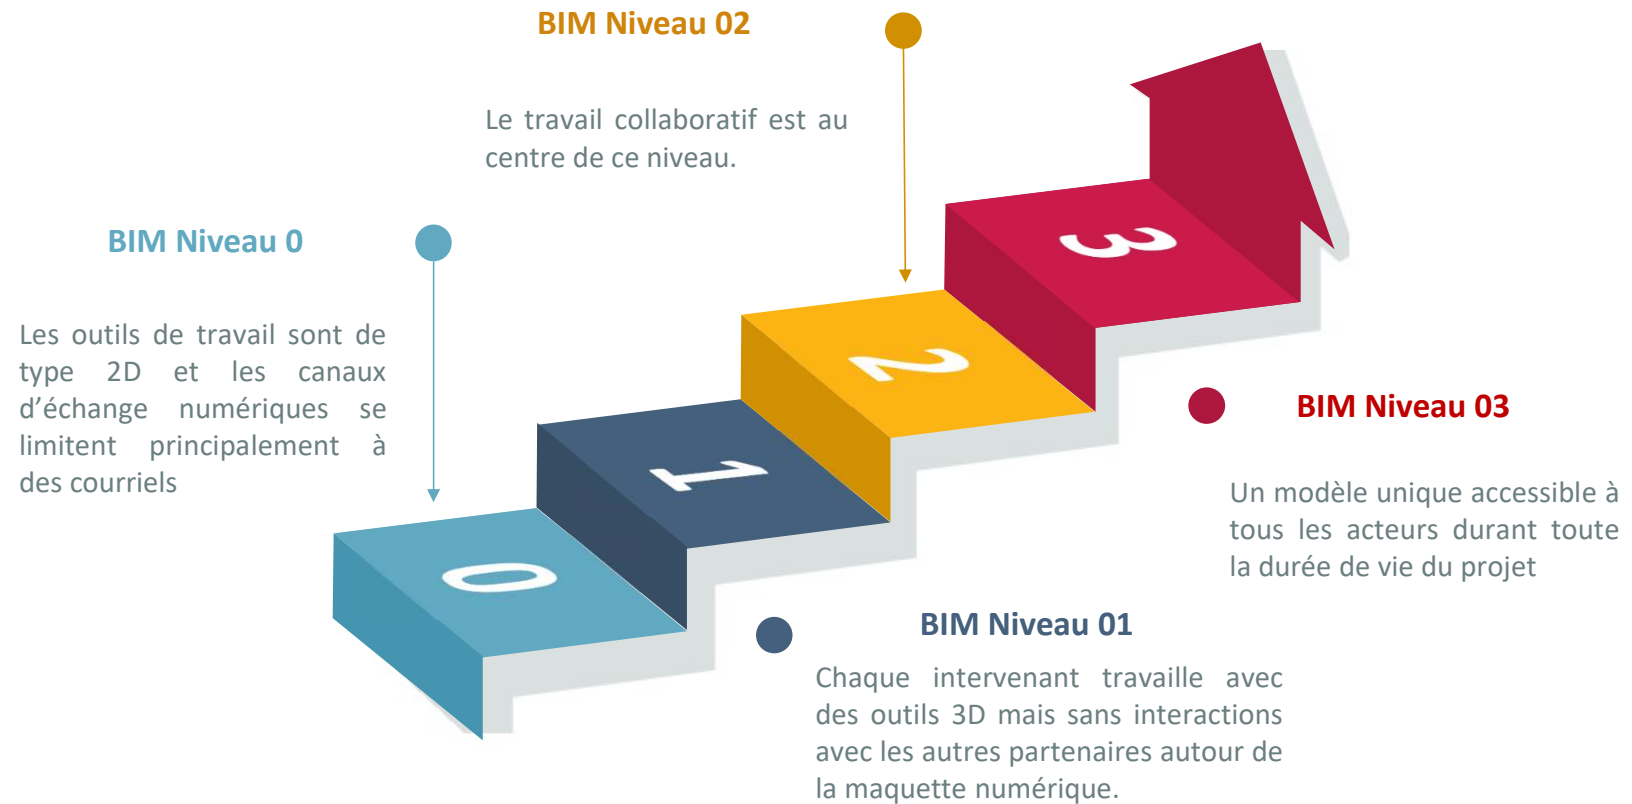 BIM Niveau 02
Le travail collaboratif est au
centre de ce niveau.
BIM Niveau 0
Les outils de travail sont de
type 2D et les canaux
d’échange numériques se
limitent principalement à
des courriels
3
2
1
0
BIM Niveau 03
Un modèle unique accessible à
tous les acteurs durant toute
la durée de vie du projet
BIM Niveau 01
Chaque intervenant travaille avec
des outils 3D mais sans interactions
avec les autres partenaires autour de
la maquette numérique.